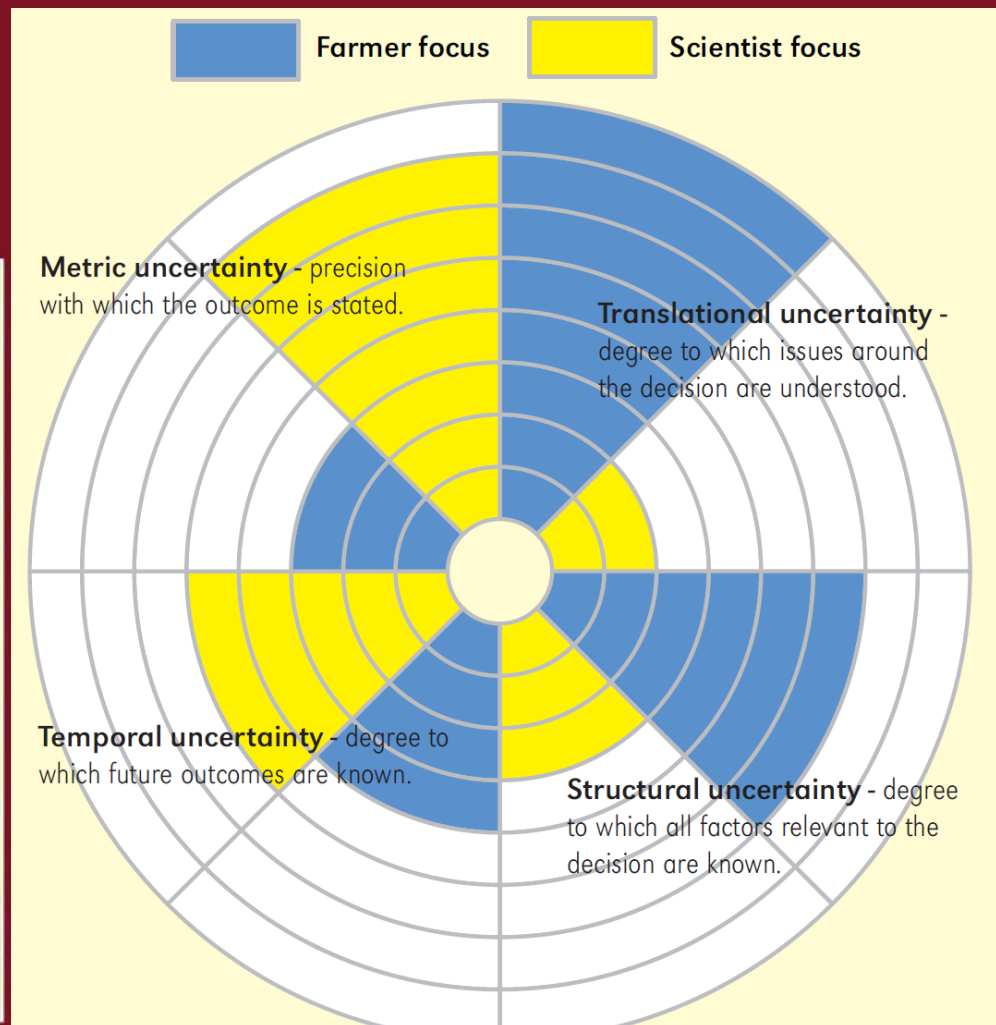 Farmer focus
Scientist focus
Metric uncertainty - precision
with which the outcome is stated.
Translational uncertainty -
degree to which issues around
the decision are understood.
Temporal uncertainty - degree to
which future outcomes are known.
Structural uncertainty - degree
to which all factors relevant to the
decision are known.